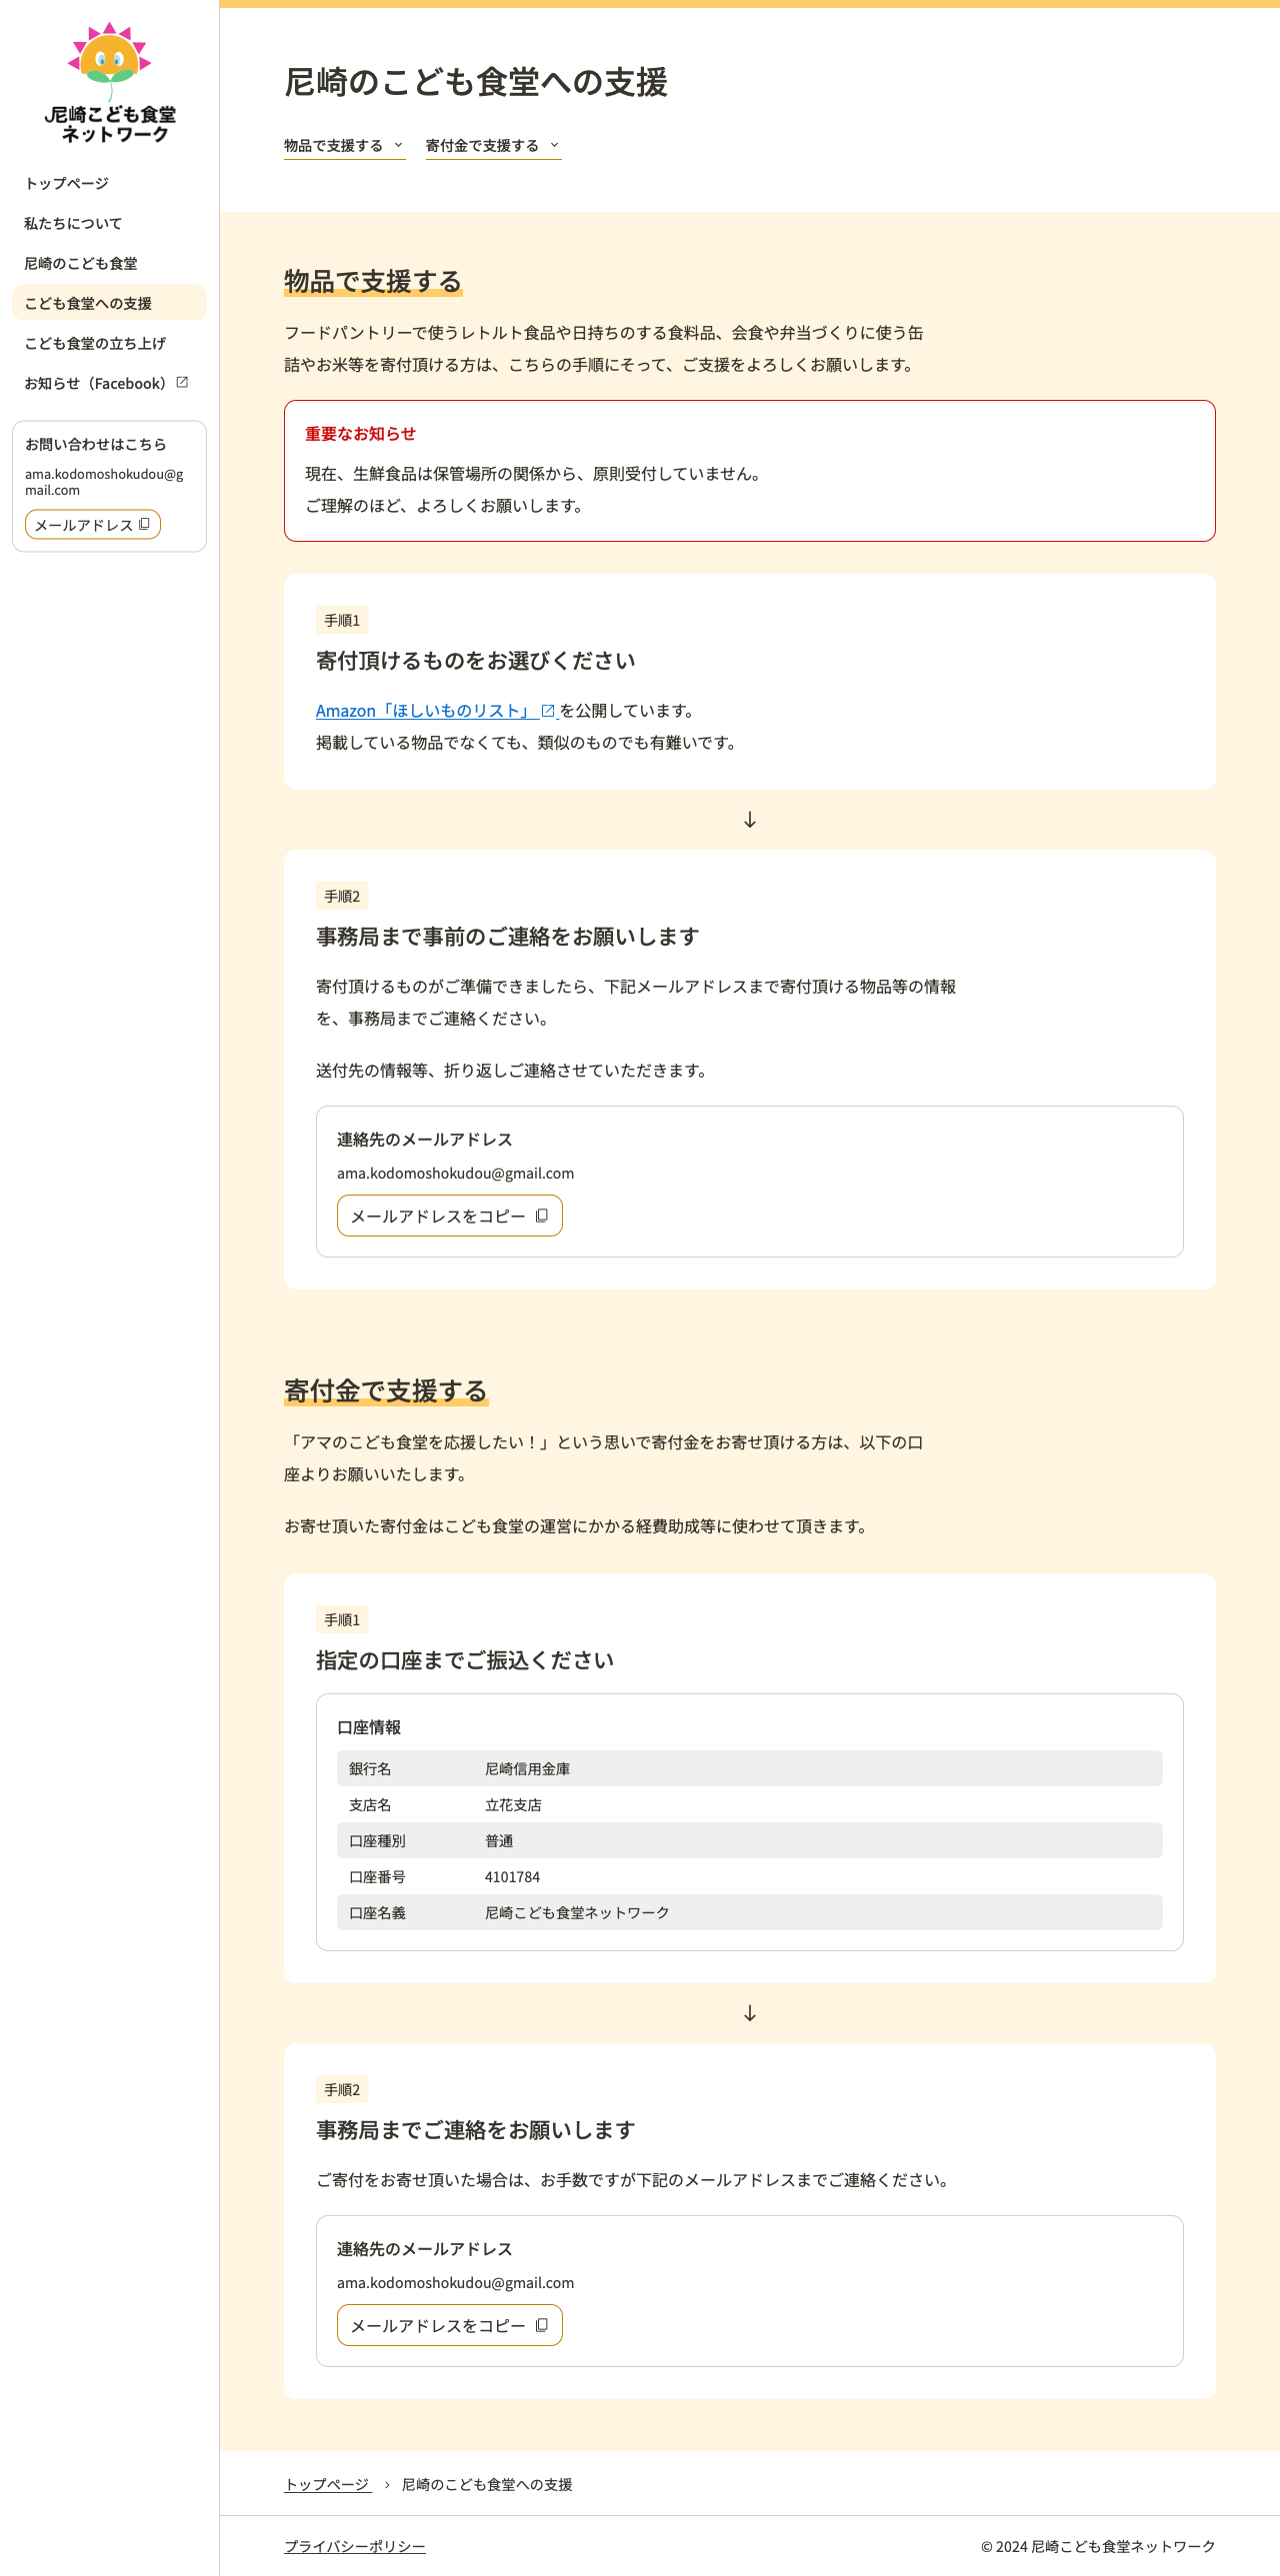 尼崎こども食堂
ネットワーク
トップページ
私たちについて
尼崎のこども食堂
こども食堂への支援
こども食堂の立ち上げ
お知らせ（Facebook）
お問い合わせはこちら
ama.kodomoshokudou@g
mail.com
メールアドレス
尼崎のこども食堂への支援
物品で支援する
寄付金で支援する
物品で支援する
フードパントリーで使うレトルト食品や日持ちのする食料品、会食や弁当づくりに使う缶
詰やお米等を寄付頂ける方は、こちらの手順にそって、ご支援をよろしくお願いします。
重要なお知らせ
現在、生鮮食品は保管場所の関係から、原則受付していません。
ご理解のほど、よろしくお願いします。
手順1
寄付頂けるものをお選びください
Amazon「ほしいものリスト」を公開しています。
掲載している物品でなくても、類似のものでも有難いです。
↓
手順2
事務局まで事前のご連絡をお願いします
寄付頂けるものがご準備できましたら、下記メールアドレスまで寄付頂ける物品等の情報
を、事務局までご連絡ください。
送付先の情報等、折り返しご連絡させていただきます。
連絡先のメールアドレス
ama.kodomoshokudou@gmail.com
メールアドレスをコピー
寄付金で支援する
「アマのこども食堂を応援したい！」という思いで寄付金をお寄せ頂ける方は、以下の口
座よりお願いいたします。
お寄せ頂いた寄付金はこども食堂の運営にかかる経費助成等に使わせて頂きます。
手順1
指定の口座までご振込ください
口座情報
銀行名 尼崎信用金庫
支店名 立花支店
口座種別 普通
口座番号 4101784
口座名義 尼崎こども食堂ネットワーク
↓
手順2
事務局までご連絡をお願いします
ご寄付をお寄せ頂いた場合は、お手数ですが下記のメールアドレスまでご連絡ください。
連絡先のメールアドレス
ama.kodomoshokudou@gmail.com
メールアドレスをコピー
トップページ › 尼崎のこども食堂への支援
プライバシーポリシー
© 2024 尼崎こども食堂ネットワーク